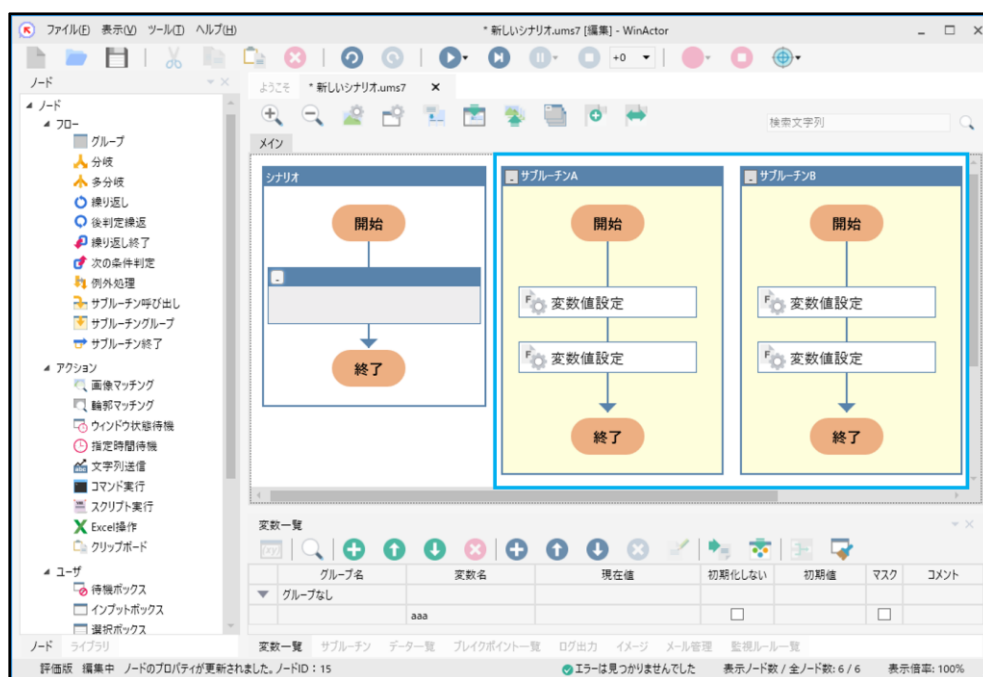 ファイル(F) 表示(V) ツール(T) ヘルプ(H)
* 新しいシナリオ.ums7 [編集] - WinActor
+0
ノード
ようこそ * 新しいシナリオ.ums7
検索文字列
メイン
ノード
フロー
グループ
分岐
多分岐
繰り返し
後判定繰返
繰り返し終了
次の条件判定
例外処理
サブルーチン呼び出し
サブルーチングループ
サブルーチン終了
アクション
画像マッチング
輪郭マッチング
ウィンドウ状態待機
指定時間待機
文字列送信
コマンド実行
スクリプト実行
Excel操作
クリップボード
ユーザ
待機ボックス
インプットボックス
選択ボックス
ノード ライブラリ
シナリオ
開始
終了
サブルーチンA
開始
変数値設定
変数値設定
終了
サブルーチンB
開始
変数値設定
変数値設定
終了
変数一覧
グループ名 変数名 現在値 初期化しない 初期値 マスク コメント
グループなし
aaa
変数一覧 サブルーチン データ一覧 ブレイクポイント一覧 ログ出力 イメージ メール管理 監視ルール一覧
評価版 編集中 ノードのプロパティが更新されました。ノードID：15
エラーは見つかりませんでした 表示ノード数 / 全ノード数: 6 / 6 表示倍率: 100%